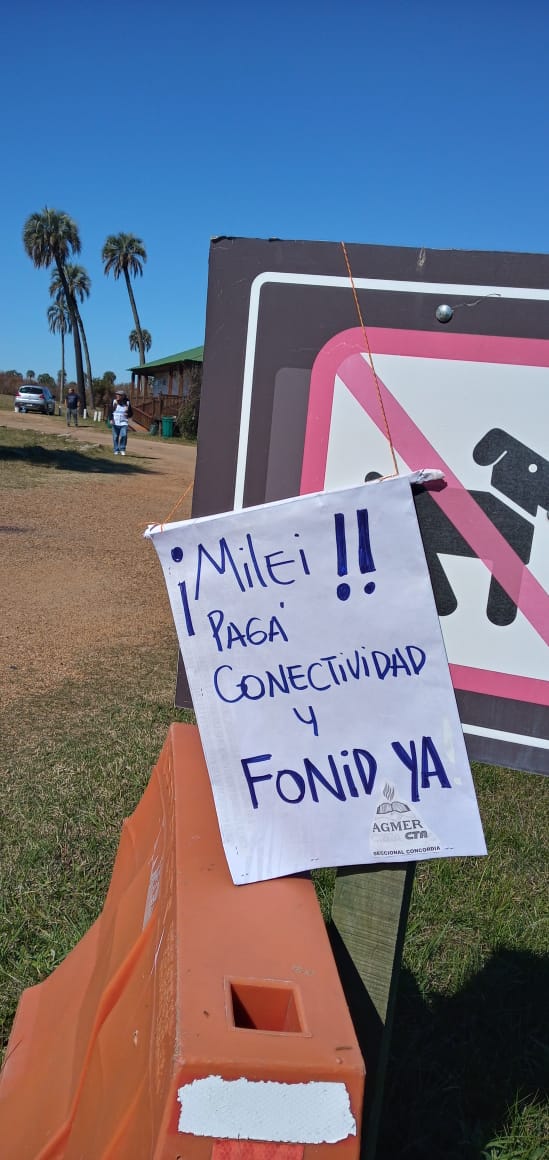 ¡Milei!!
PAGÁ
CONECTIVIDAD
Y
FONID YA
AGMER
CTA
SECCIONAL CONCORDIA